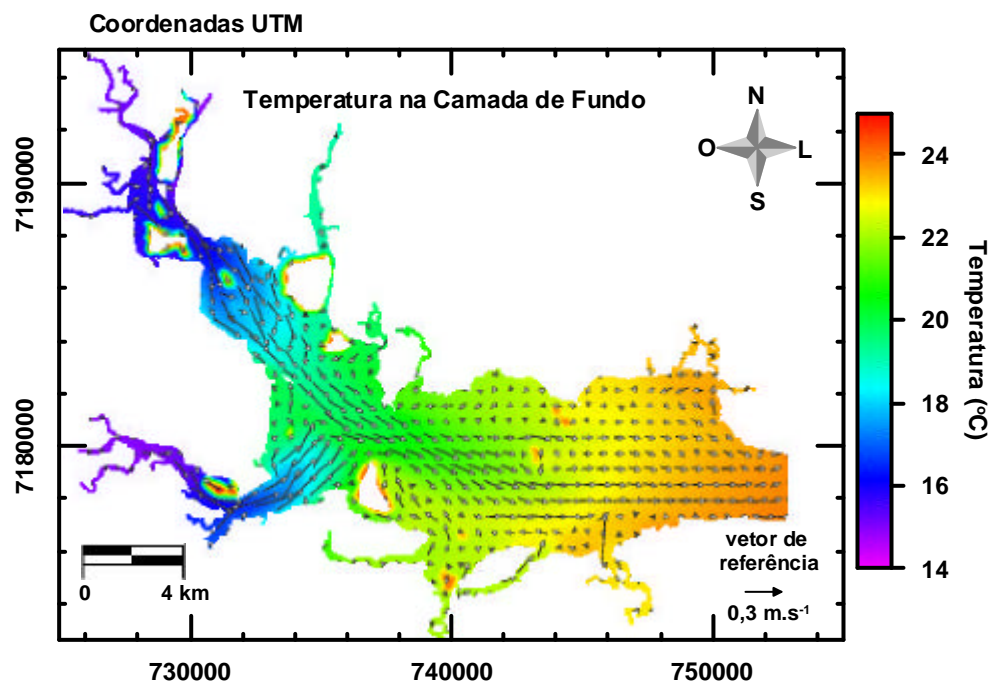 Coordenadas UTM
Temperatura na Camada de Fundo
N
O
L
S
7190000
7180000
730000
740000
750000
0
4 km
vetor de
referência
0,3 m.s⁻¹
24
22
20
18
16
14
Temperatura (ºC)